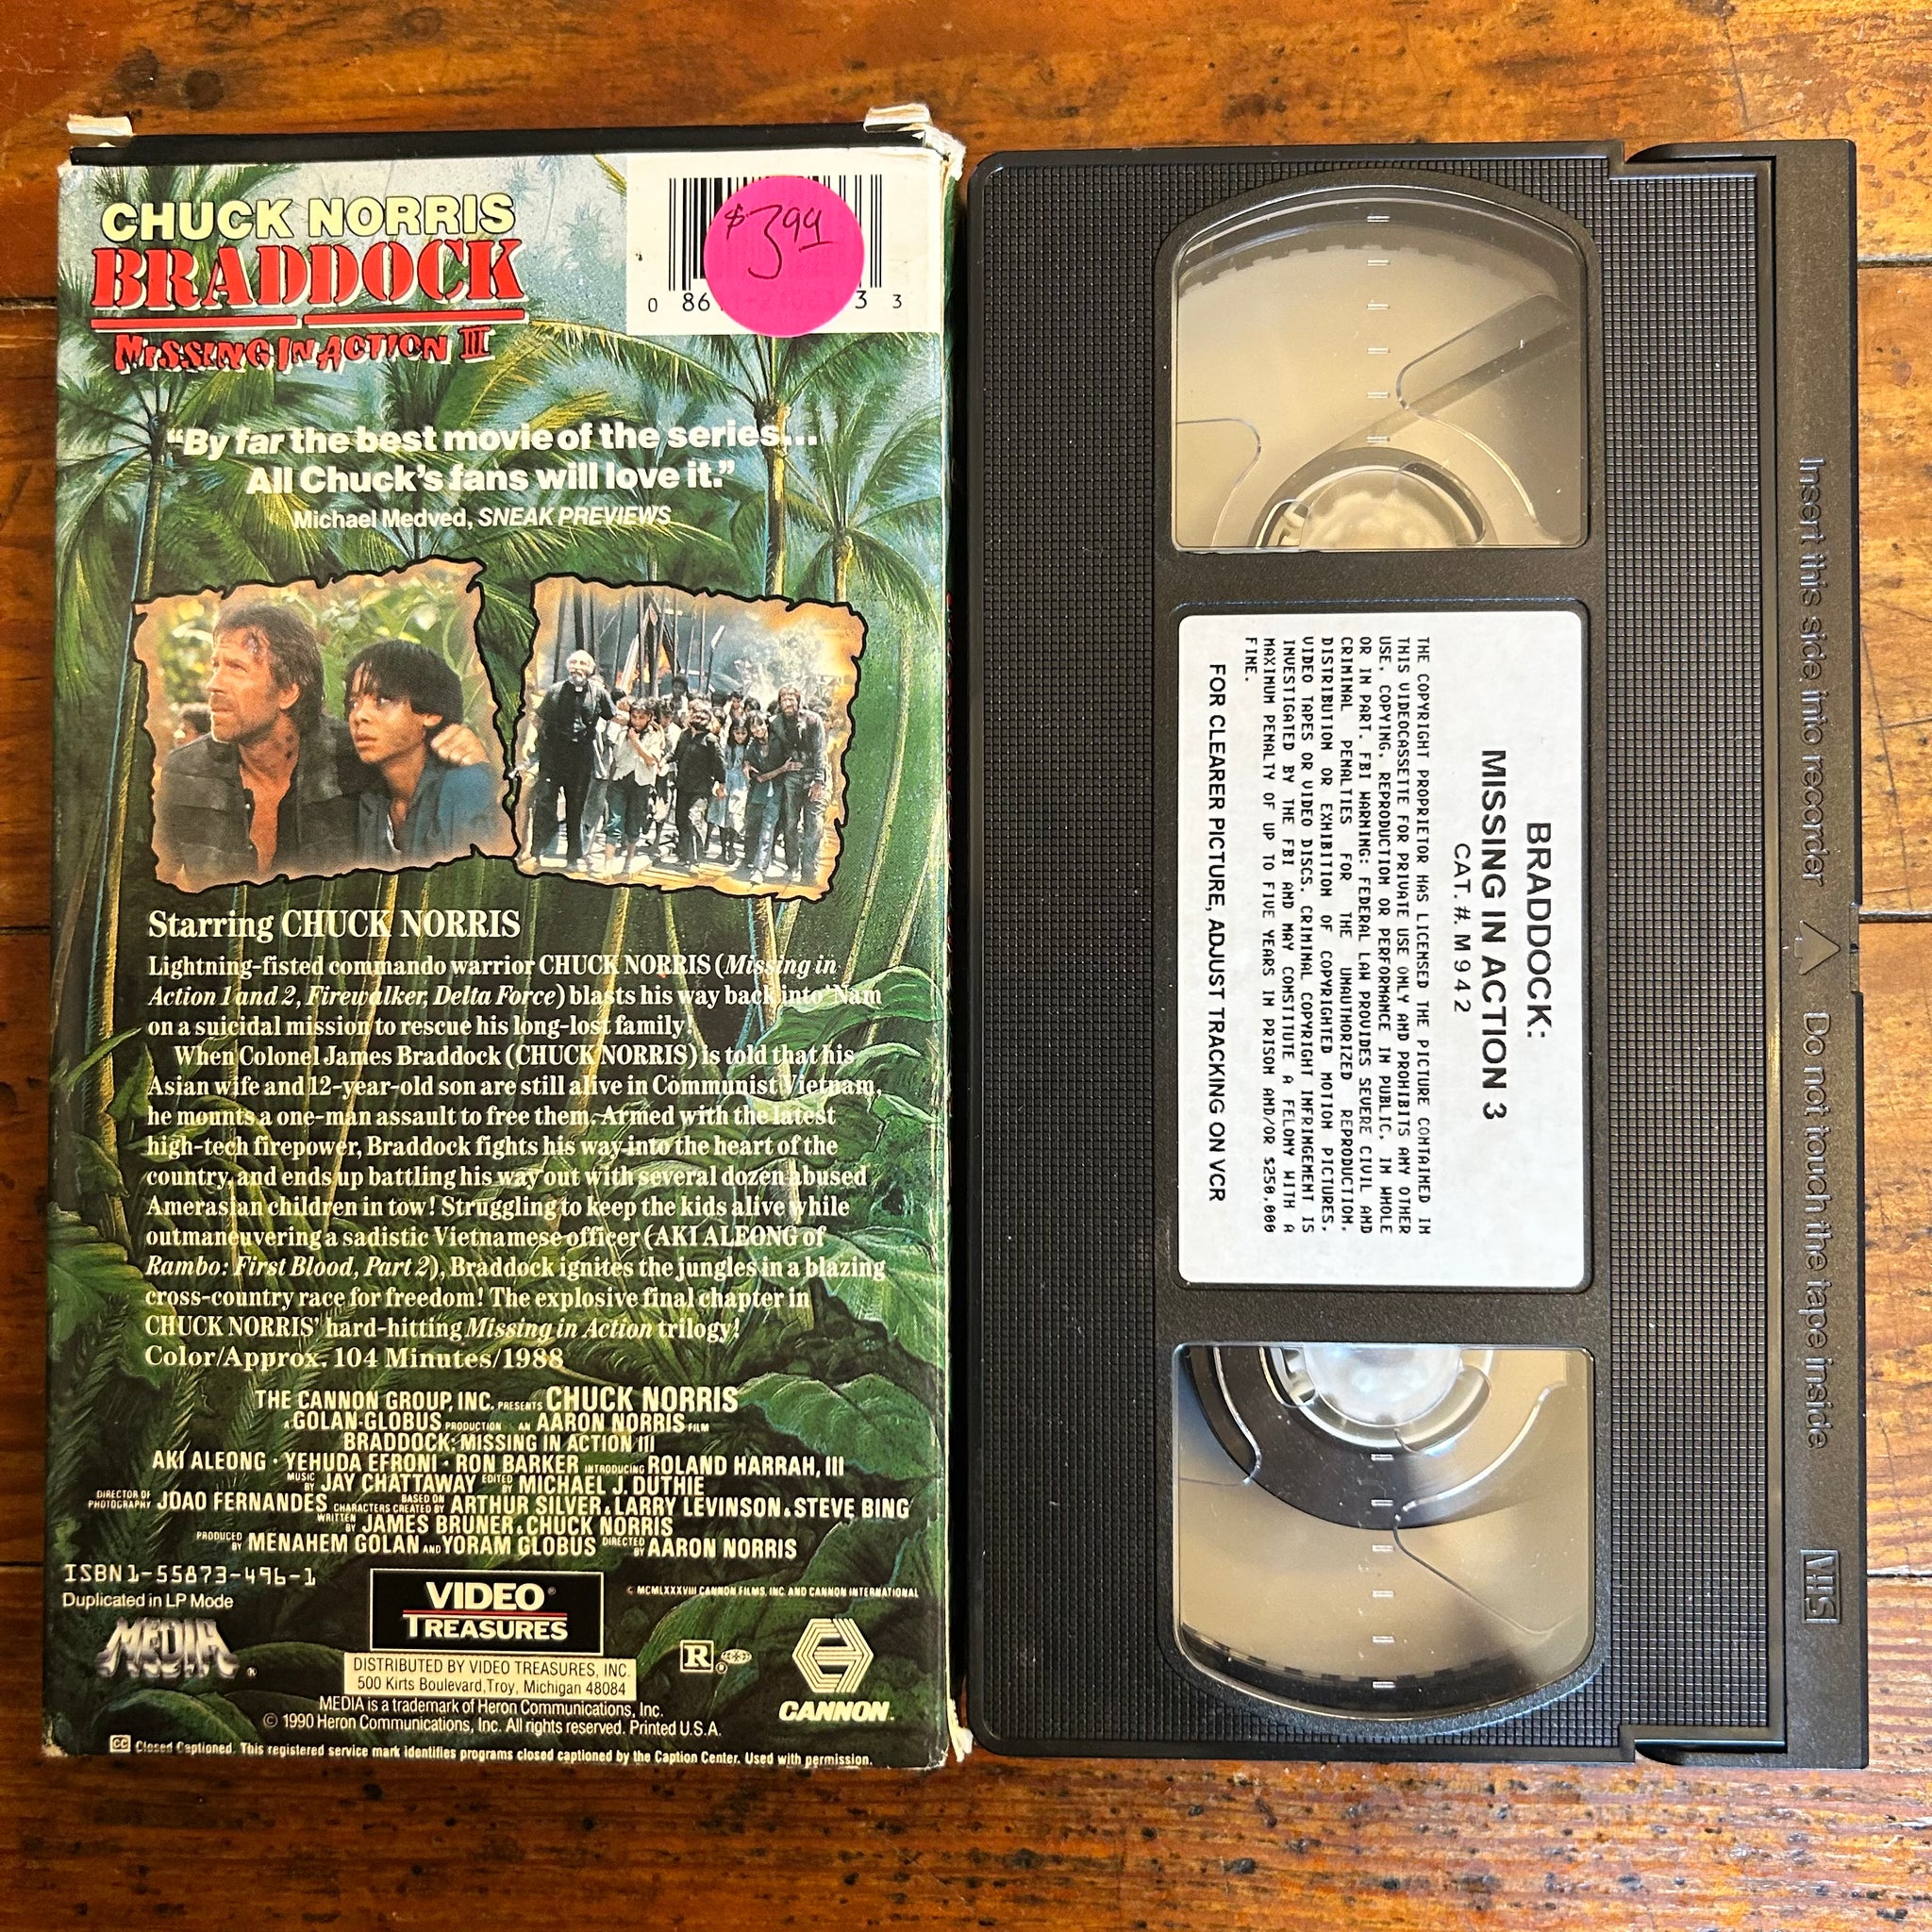 CHUCK NORRIS
BRADDOCK
MISSING IN ACTION III
$3.99
0 86 3 3
"By far the best movie of the series...
All Chuck's fans will love it."
Michael Medved, SNEAK PREVIEWS
Starring CHUCK NORRIS
Lightning-fisted commando warrior CHUCK NORRIS (Missing in
Action 1 and 2, Firewalker, Delta Force) blasts his way back into 'Nam
on a suicidal mission to rescue his long-lost family!
When Colonel James Braddock (CHUCK NORRIS) is told that his
Asian wife and 12-year-old son are still alive in Communist Vietnam,
he mounts a one-man assault to free them. Armed with the latest
high-tech firepower, Braddock fights his way into the heart of the
country, and ends up battling his way out with several dozen abused
Amerasian children in tow! Struggling to keep the kids alive while
outmaneuvering a sadistic Vietnamese officer (AKI ALEONG of
Rambo: First Blood, Part 2), Braddock ignites the jungles in a blazing
cross-country race for freedom! The explosive final chapter in
CHUCK NORRIS' hard-hitting Missing in Action trilogy!
Color/Approx. 104 Minutes/1988
THE CANNON GROUP, INC. PRESENTS CHUCK NORRIS
A GOLAN-GLOBUS PRODUCTION AN AARON NORRIS FILM
BRADDOCK: MISSING IN ACTION III
AKI ALEONG · YEHUDA EFRONI · RON BARKER INTRODUCING ROLAND HARRAH, III
MUSIC BY JAY CHATTAWAY EDITED BY MICHAEL J. DUTHIE
DIRECTOR OF PHOTOGRAPHY JOAO FERNANDES BASED ON CHARACTERS CREATED BY ARTHUR SILVER & LARRY LEVINSON & STEVE BING
WRITTEN BY JAMES BRUNER & CHUCK NORRIS
PRODUCED BY MENAHEM GOLAN AND YORAM GLOBUS DIRECTED BY AARON NORRIS
ISBN 1-55873-496-1
Duplicated in LP Mode
MEDIA ®
VIDEO ®
TREASURES
© MCMLXXXVIII CANNON FILMS, INC. AND CANNON INTERNATIONAL
DISTRIBUTED BY VIDEO TREASURES, INC.
500 Kirts Boulevard, Troy, Michigan 48084
R ®
CANNON
MEDIA is a trademark of Heron Communications, Inc.
© 1990 Heron Communications, Inc. All rights reserved. Printed U.S.A.
CC Closed Captioned. This registered service mark identifies programs closed captioned by the Caption Center. Used with permission.
BRADDOCK:
MISSING IN ACTION 3
CAT. #. M942
THE COPYRIGHT PROPRIETOR HAS LICENSED THE PICTURE CONTAINED IN
THIS VIDEOCASSETTE FOR PRIVATE USE ONLY AND PROHIBITS ANY OTHER
USE, COPYING, REPRODUCTION OR PERFORMANCE IN PUBLIC, IN WHOLE
OR IN PART. FBI WARNING: FEDERAL LAW PROVIDES SEVERE CIVIL AND
CRIMINAL PENALTIES FOR THE UNAUTHORIZED REPRODUCTION,
DISTRIBUTION OR EXHIBITION OF COPYRIGHTED MOTION PICTURES,
VIDEO TAPES OR VIDEO DISCS. CRIMINAL COPYRIGHT INFRINGEMENT IS
INVESTIGATED BY THE FBI AND MAY CONSTITUTE A FELONY WITH A
MAXIMUM PENALTY OF UP TO FIVE YEARS IN PRISON AND/OR $250,000
FINE.
FOR CLEARER PICTURE, ADJUST TRACKING ON VCR
Insert this side into recorder
Do not touch the tape inside
VHS